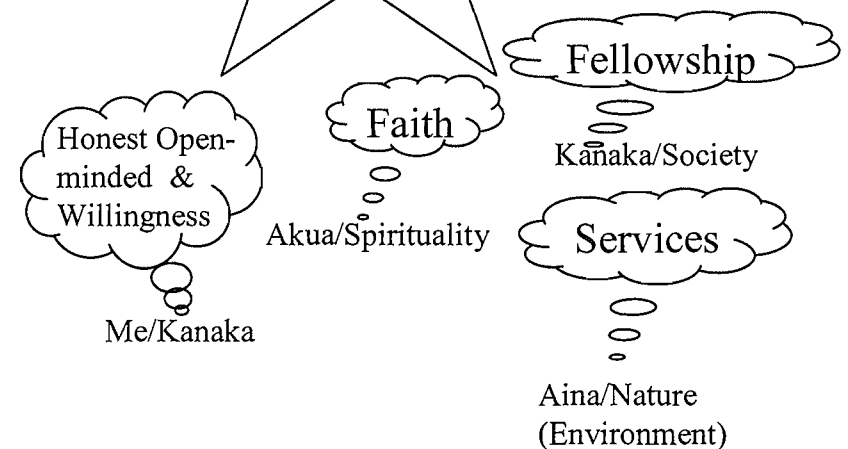 Honest Open-
minded & 
Willingness
Me/Kanaka
Faith
Akua/Spirituality
Fellowship
Kanaka/Society
Services
Aina/Nature
(Environment)